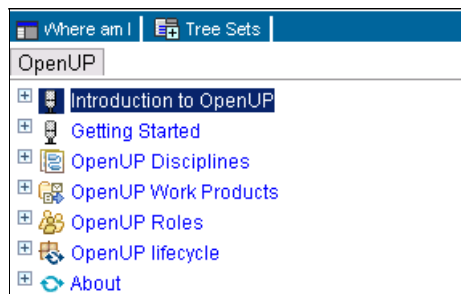 Where am I Tree Sets
OpenUP
Introduction to OpenUP
Getting Started
OpenUP Disciplines
OpenUP Work Products
OpenUP Roles
OpenUP lifecycle
About